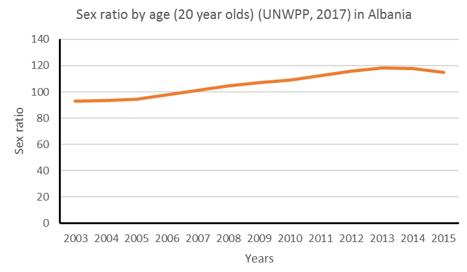 Sex ratio by age (20 year olds) (UNWPP, 2017) in Albania
140
120
100
80
60
40
20
0
Sex ratio
2003 2004 2005 2006 2007 2008 2009 2010 2011 2012 2013 2014 2015
Years